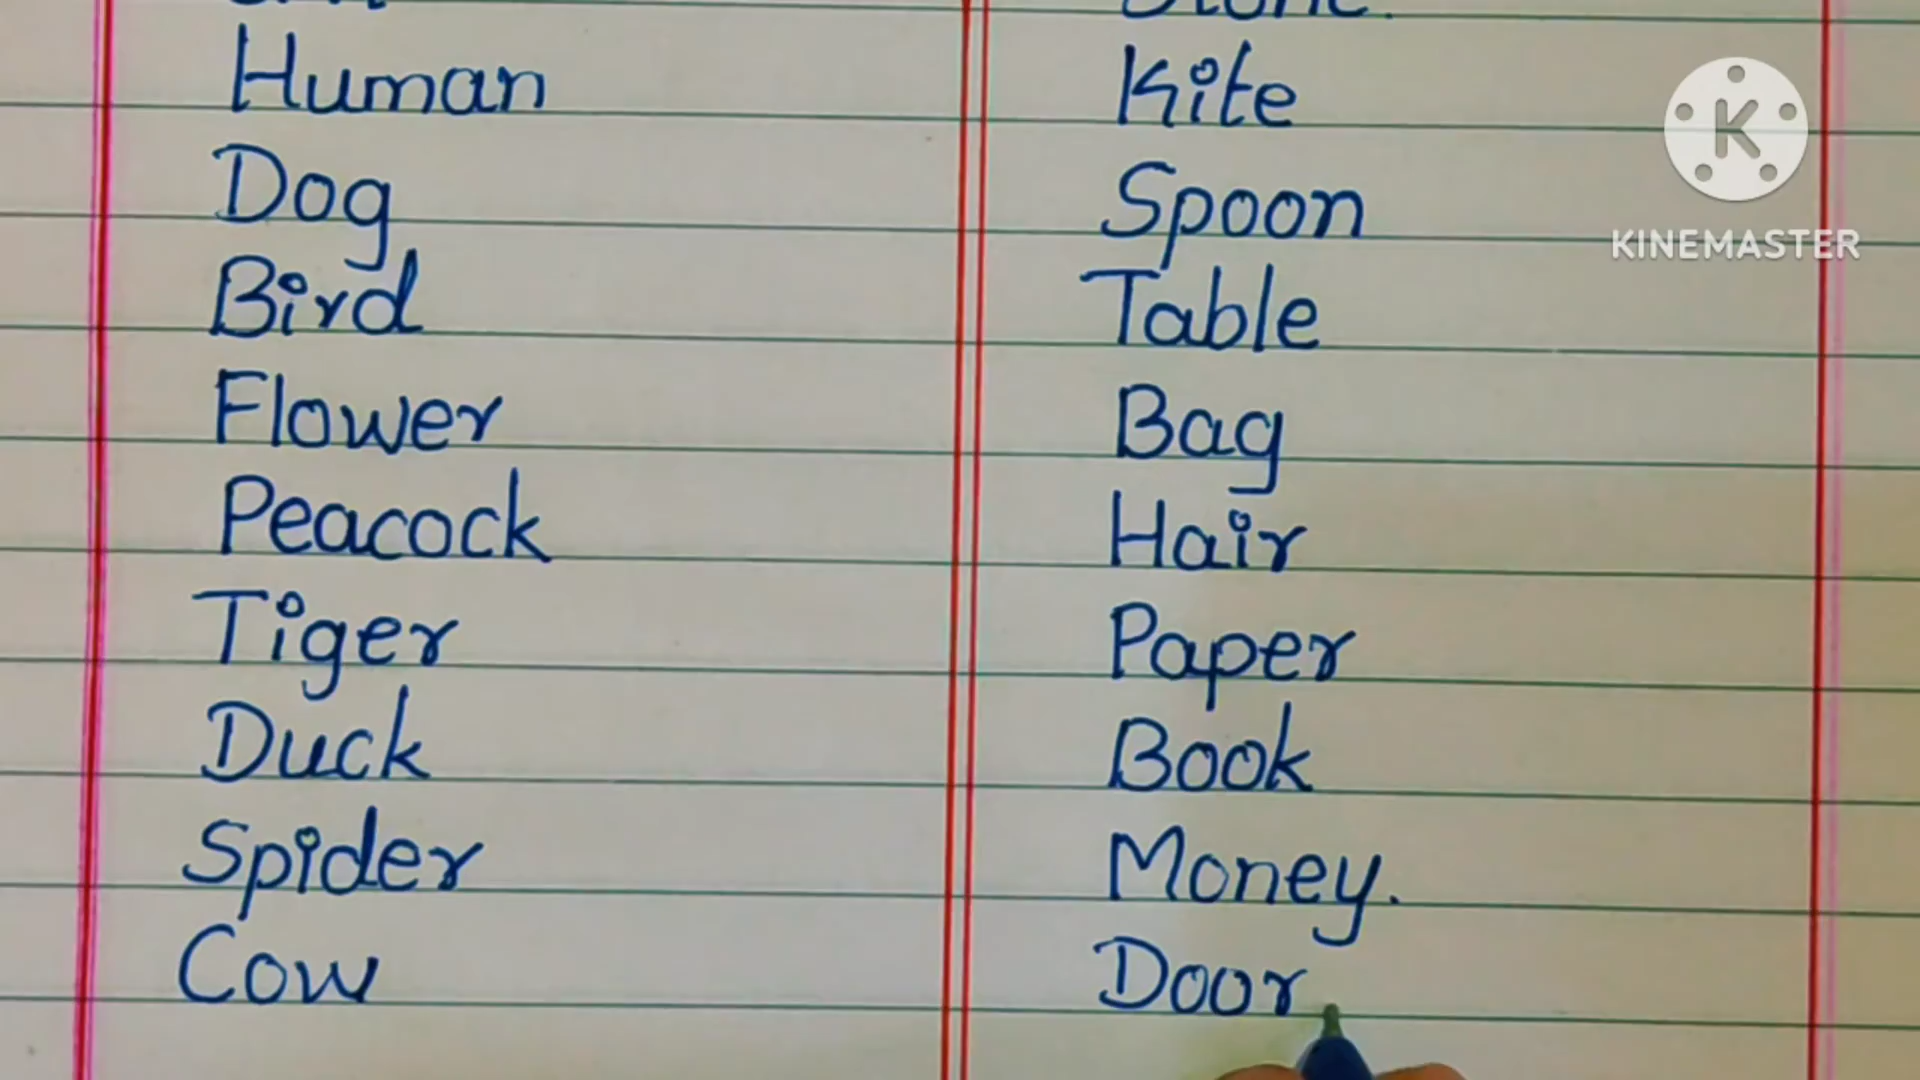 Stone.
Human
Kite
Dog
Spoon
Bird
Table
Flower
Bag
Peacock
Hair
Tiger
Paper
Duck
Book
Spider
Money.
Cow
Door
K
KINEMASTER